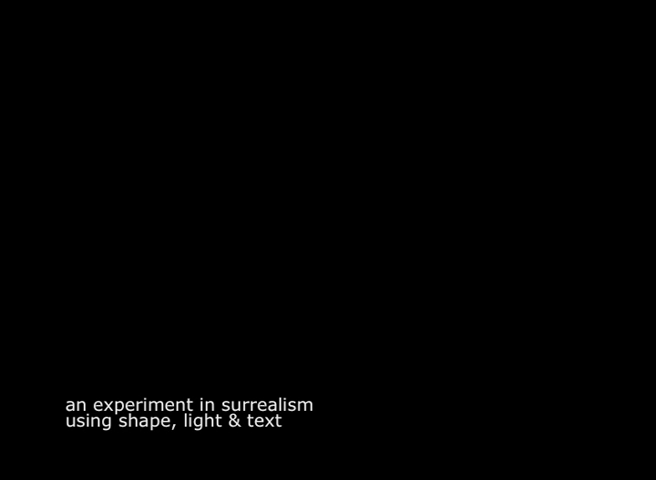 an experiment in surrealism
using shape, light & text